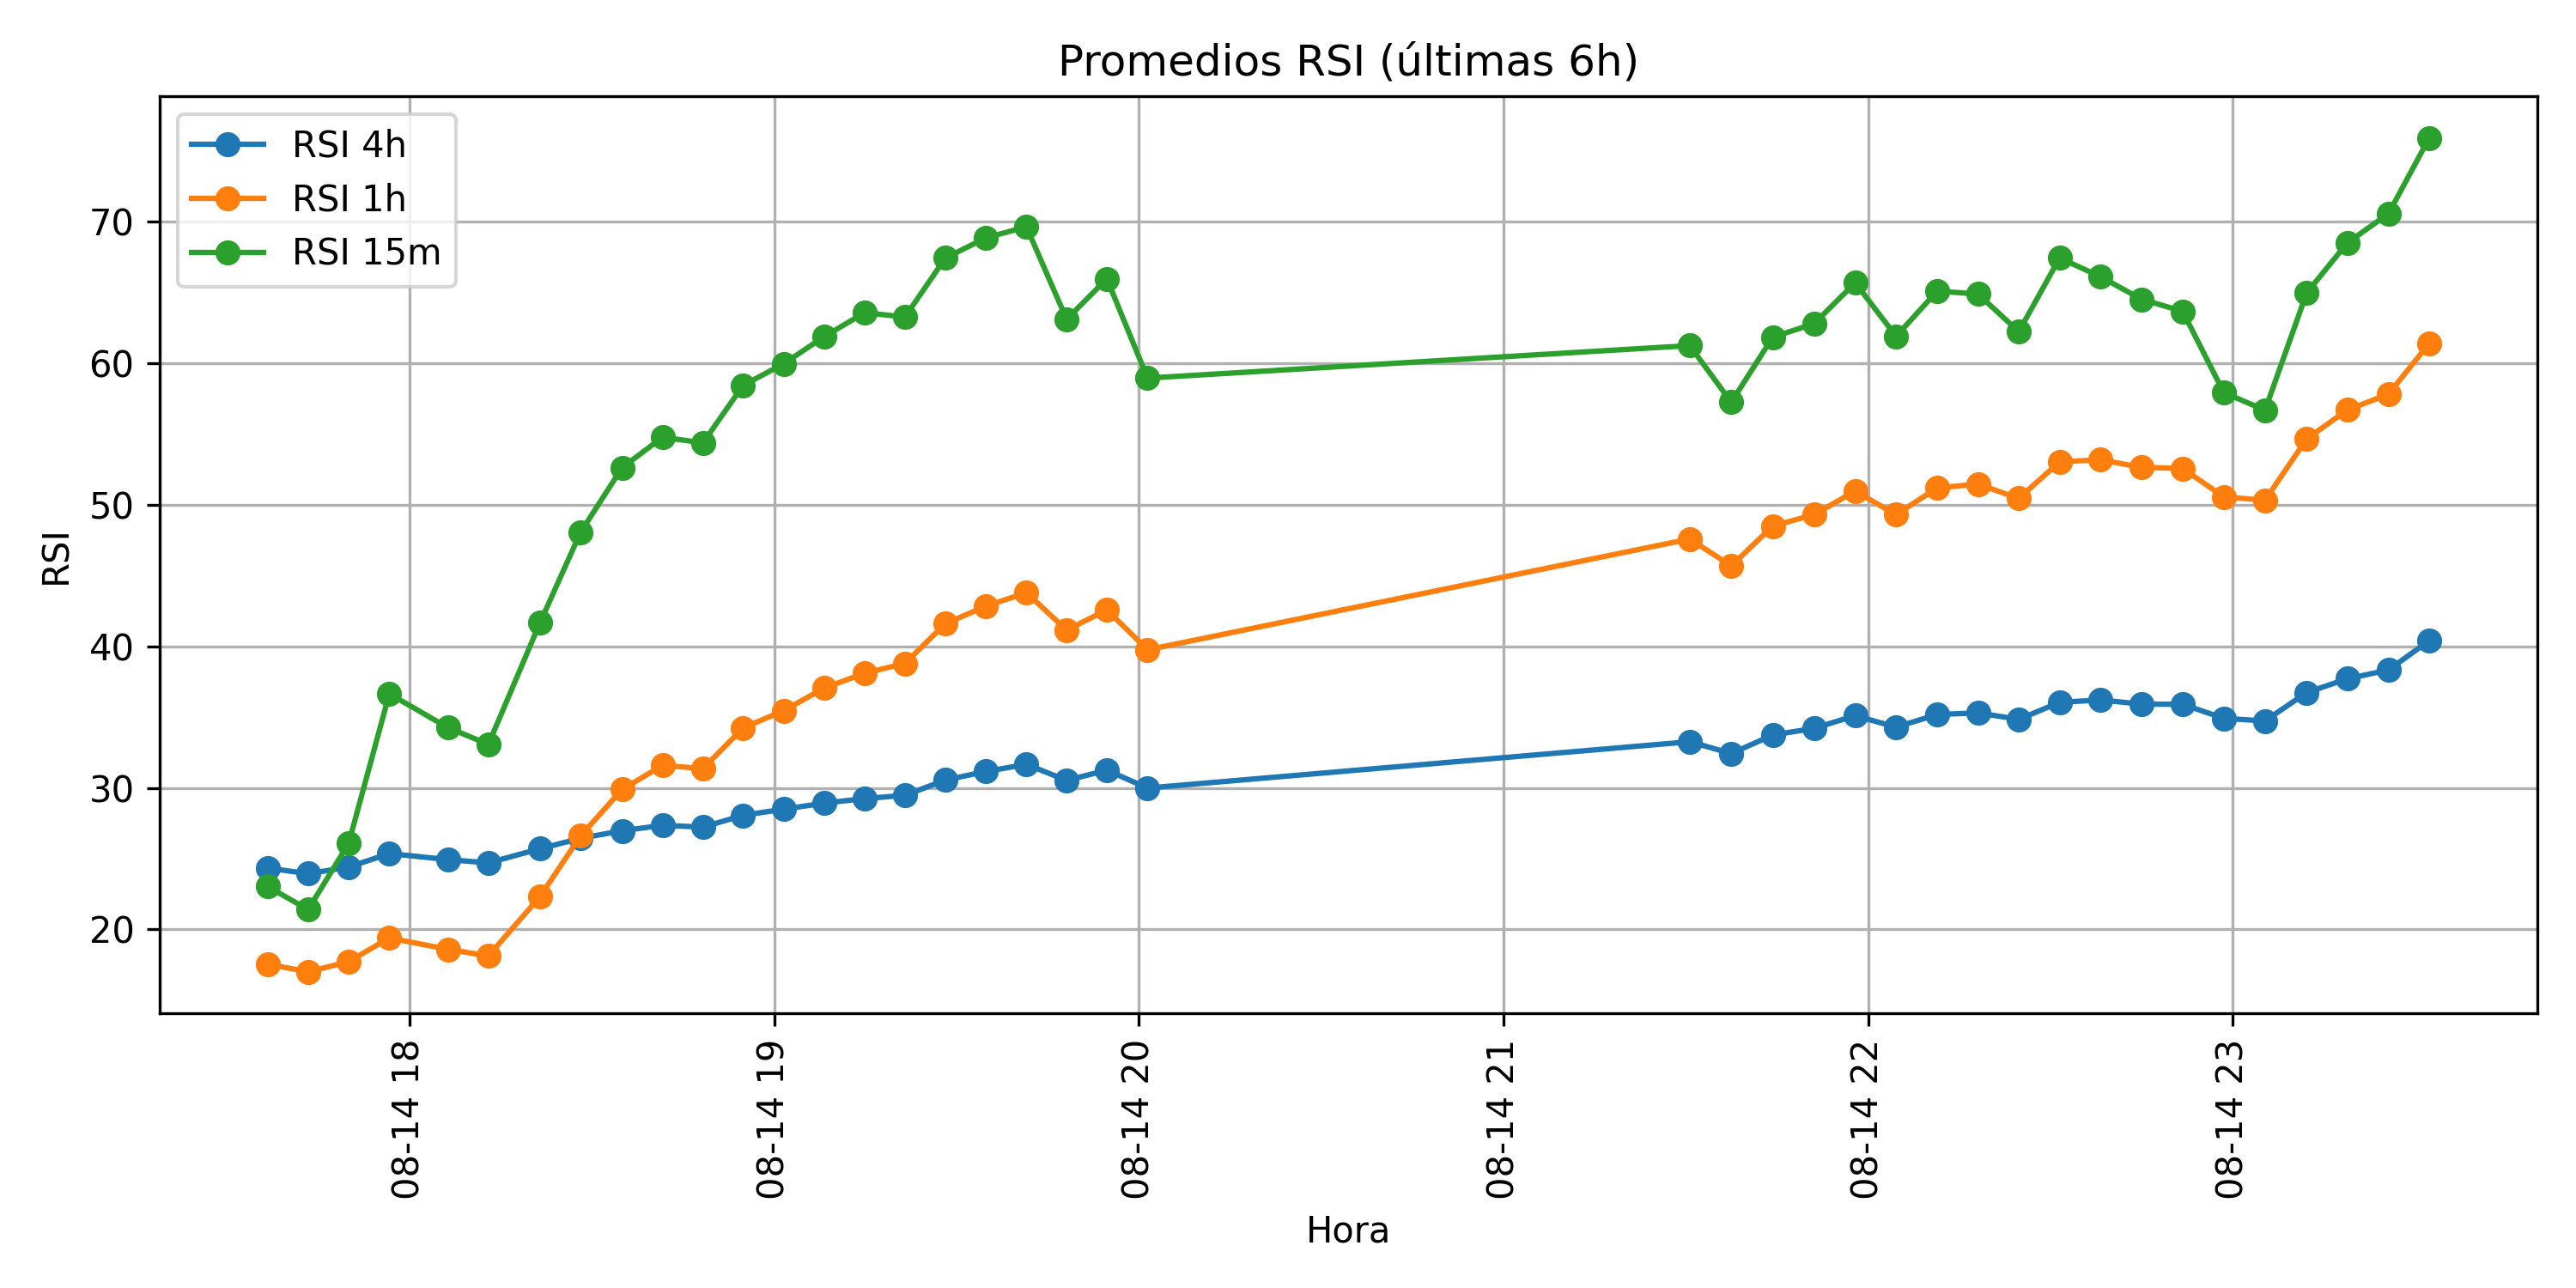 Promedios RSI (últimas 6h)
RSI 4h
RSI 1h
RSI 15m
RSI
70
60
50
40
30
20
08-14 18
08-14 19
08-14 20
08-14 21
08-14 22
08-14 23
Hora